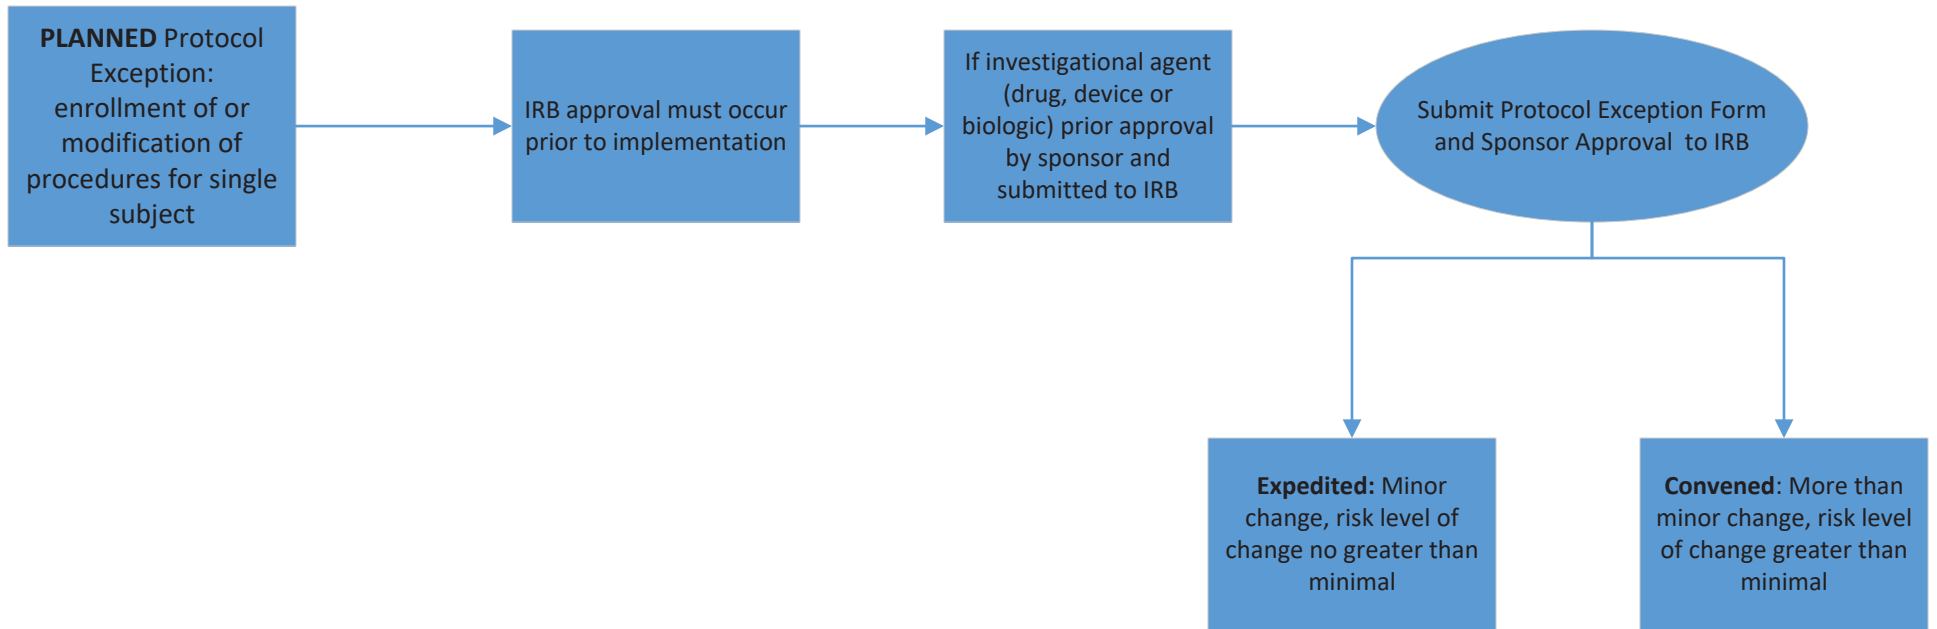 PLANNED Protocol
Exception:
enrollment of or
modification of
procedures for single
subject
IRB approval must occur
prior to implementation
If investigational agent
(drug, device or
biologic) prior approval
by sponsor and
submitted to IRB
Submit Protocol Exception Form
and Sponsor Approval  to IRB
Expedited: Minor
change, risk level of
change no greater than
minimal
Convened: More than
minor change, risk level
of change greater than
minimal